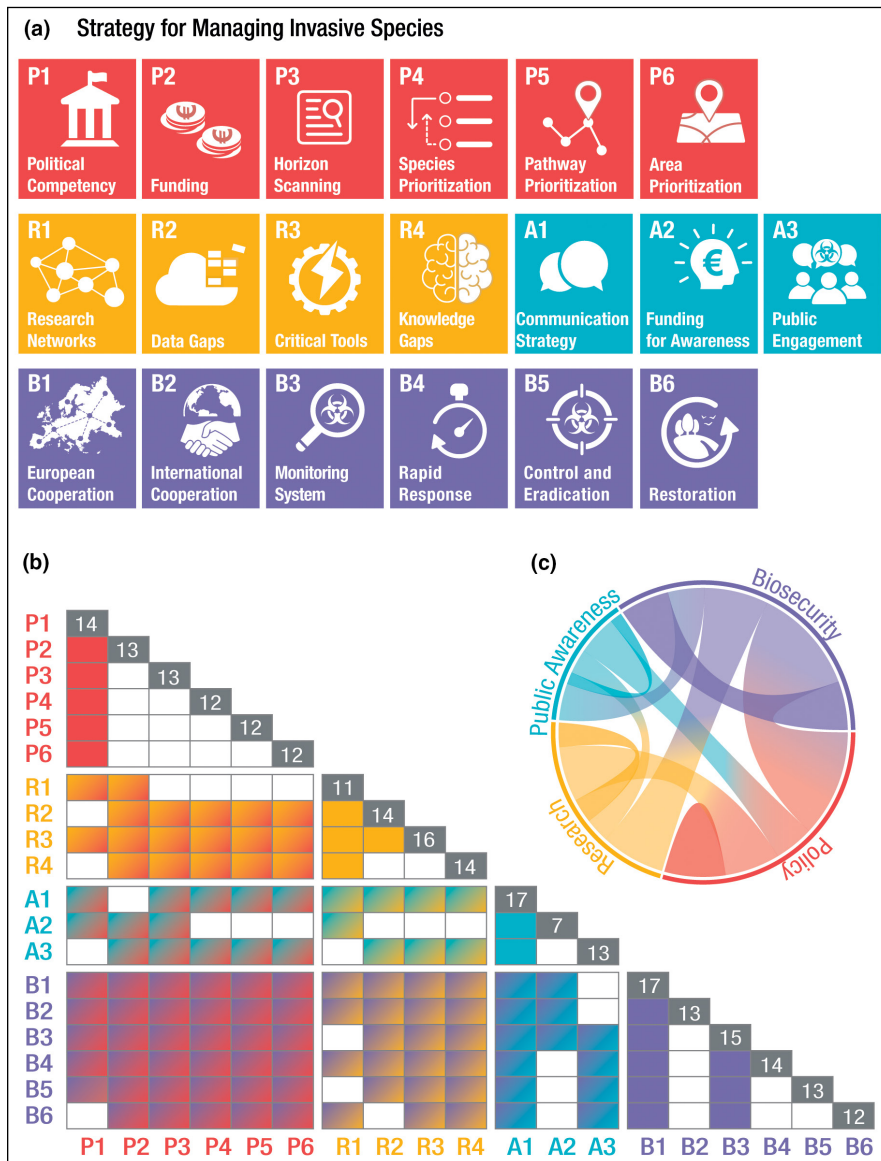 (a) Strategy for Managing Invasive Species
P1 P2 P3 P4 P5 P6
Political Species Pathway Area
Competency Funding Horizon Scanning Prioritization Prioritization Prioritization
R1 R2 R3 R4 A1 A2 A3
€
Research Knowledge Communication Funding Public
Networks Data Gaps Critical Tools Gaps Strategy for Awareness Engagement
B1 B2 B3 B4 B5 B6
European International Monitoring Rapid Control and
Cooperation Cooperation System Response Eradication Restoration
(b)
P1 14
P2 13
P3 13
P4 12
P5 12
P6 12
R1 11
R2 14
R3 16
R4 14
A1 17
A2 7
A3 13
B1 17
B2 13
B3 15
B4 14
B5 13
B6 12
P1 P2 P3 P4 P5 P6 R1 R2 R3 R4 A1 A2 A3 B1 B2 B3 B4 B5 B6
(c)
Public Awareness
Biosecurity
Research
Policy